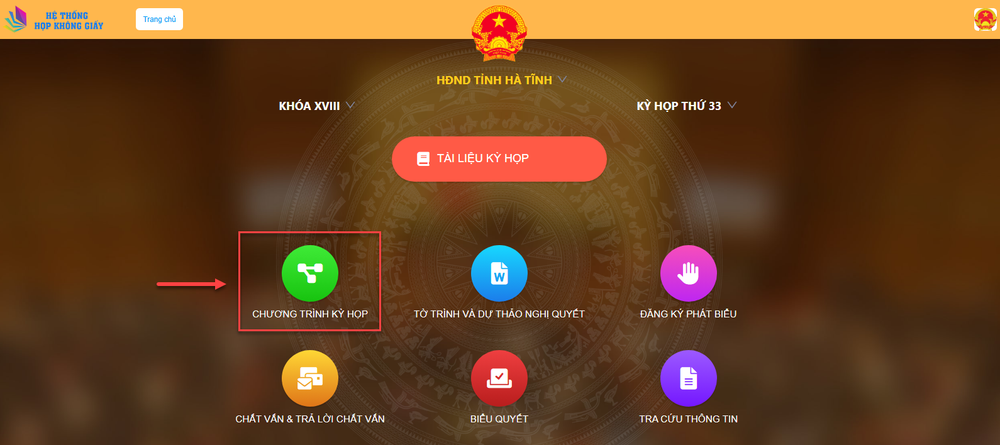 HỆ THỐNG
HỌP KHÔNG GIẤY
Trang chủ
VIỆT NAM
HĐND TỈNH HÀ TĨNH
KHÓA XVIII
KỲ HỌP THỨ 33
TÀI LIỆU KỲ HỌP
CHƯƠNG TRÌNH KỲ HỌP
TỜ TRÌNH VÀ DỰ THẢO NGHỊ QUYẾT
ĐĂNG KÝ PHÁT BIỂU
CHẤT VẤN & TRẢ LỜI CHẤT VẤN
BIỂU QUYẾT
TRA CỨU THÔNG TIN